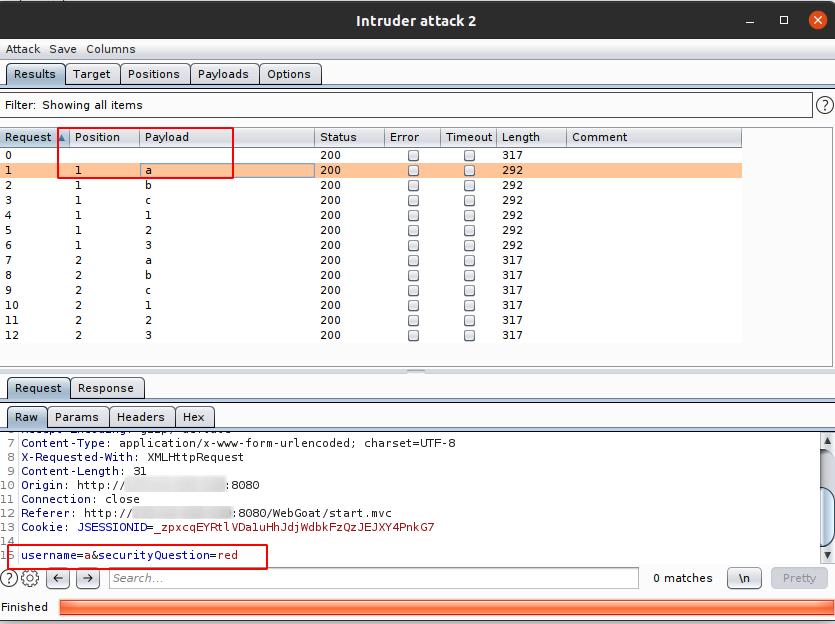 Intruder attack 2
Attack Save Columns
Results Target Positions Payloads Options
Filter: Showing all items
Request Position Payload Status Error Timeout Length Comment
0 200 317
1 1 a 200 292
2 1 b 200 292
3 1 c 200 292
4 1 1 200 292
5 1 2 200 292
6 1 3 200 292
7 2 a 200 317
8 2 b 200 317
9 2 c 200 317
10 2 1 200 317
11 2 2 200 317
12 2 3 200 317
Request Response
Raw Params Headers Hex
7 Content-Type: application/x-www-form-urlencoded; charset=UTF-8
8 X-Requested-With: XMLHttpRequest
9 Content-Length: 31
10 Origin: http:// :8080
11 Connection: close
12 Referer: http:// :8080/WebGoat/start.mvc
13 Cookie: JSESSIONID=_zpxcqEYRtlVDa1uHhJdjWdbkFzQzJEJXY4PnkG7
14
15 username=a&securityQuestion=red
? ← → Search... 0 matches \n Pretty
Finished